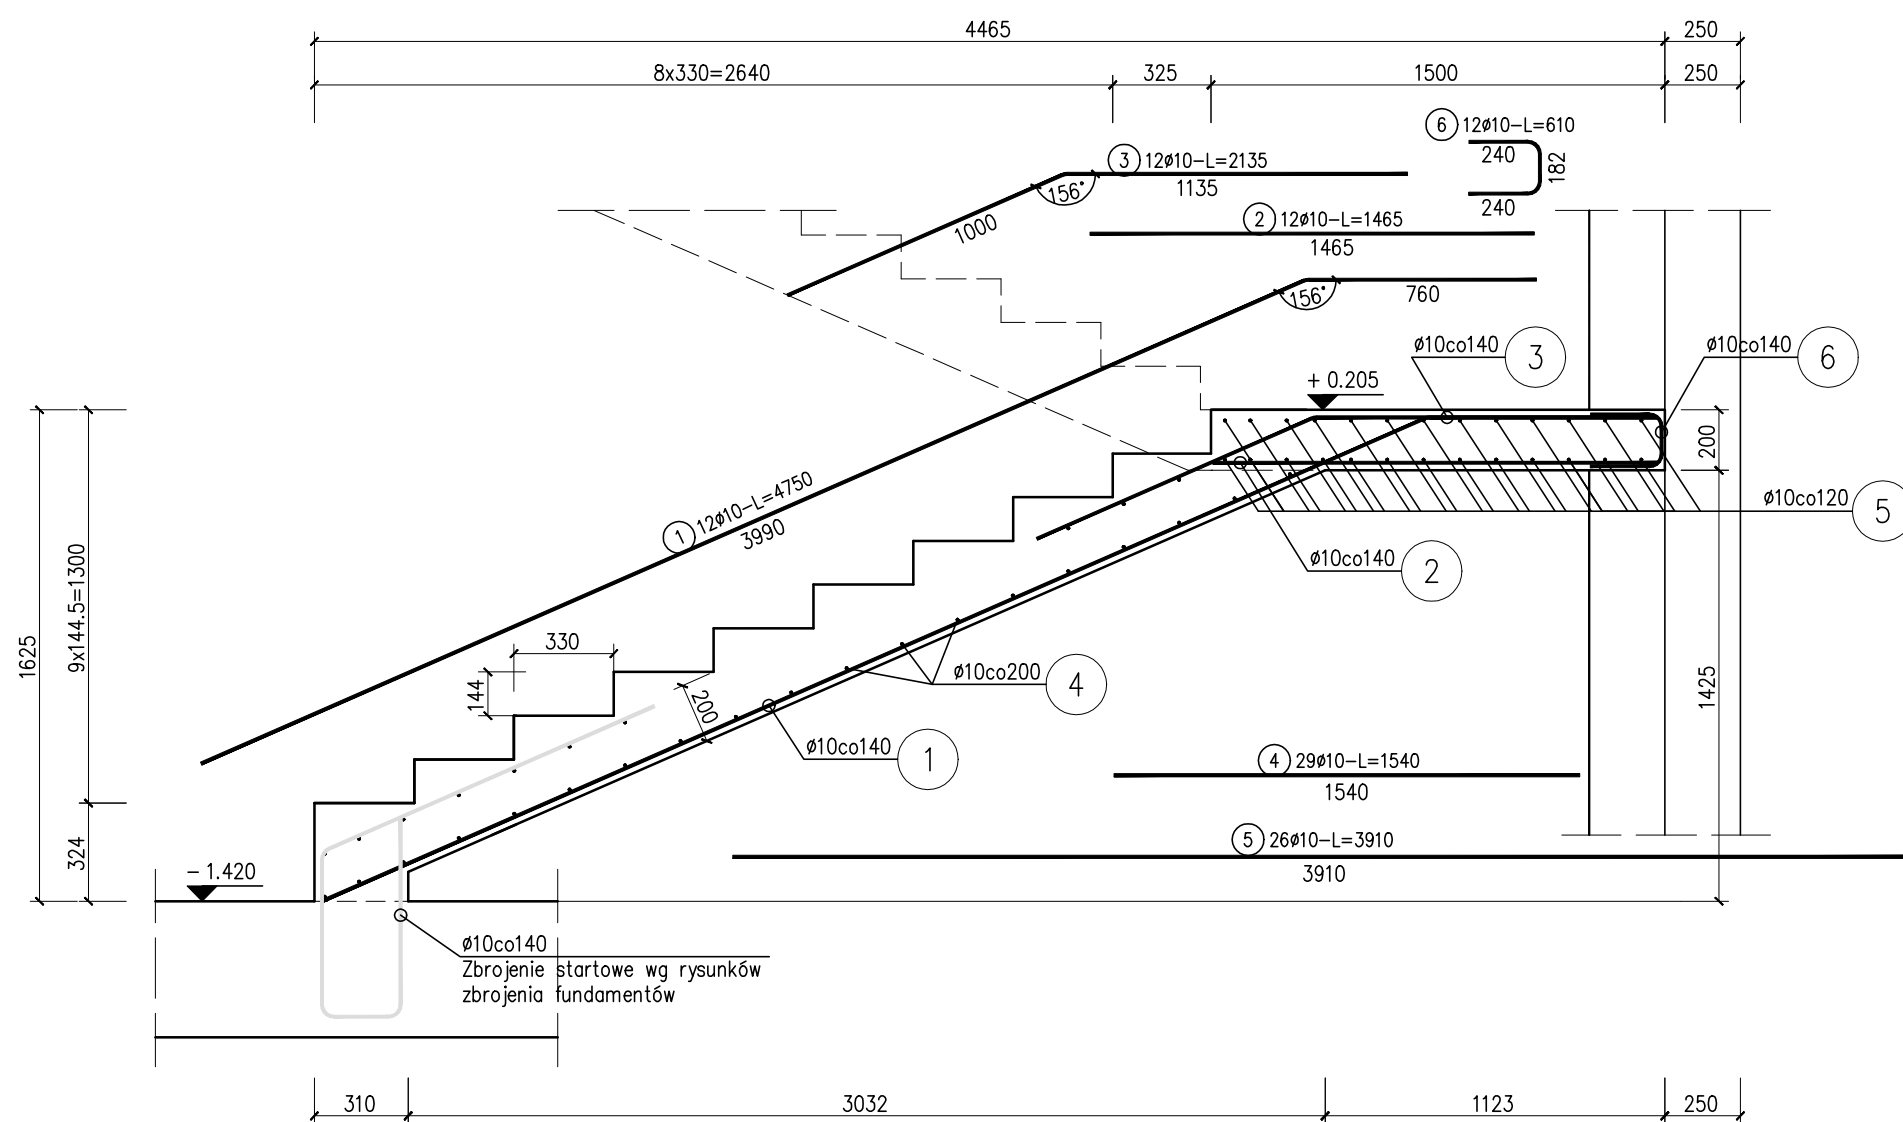 4465
250
8x330=2640
325
1500
250
6 12ø10-L=610
240
182
240
3 12ø10-L=2135
156°
1135
1000
2 12ø10-L=1465
1465
156°
760
ø10co140 3
ø10co140 6
+ 0.205
200
1 12ø10-L=4750
3990
ø10co120 5
ø10co140 2
1625
9x144.5=1300
330
144
200
ø10co200 4
1425
ø10co140 1
4 29ø10-L=1540
1540
5 26ø10-L=3910
3910
324
- 1.420
ø10co140
Zbrojenie startowe wg rysunków
zbrojenia fundamentów
310
3032
1123
250